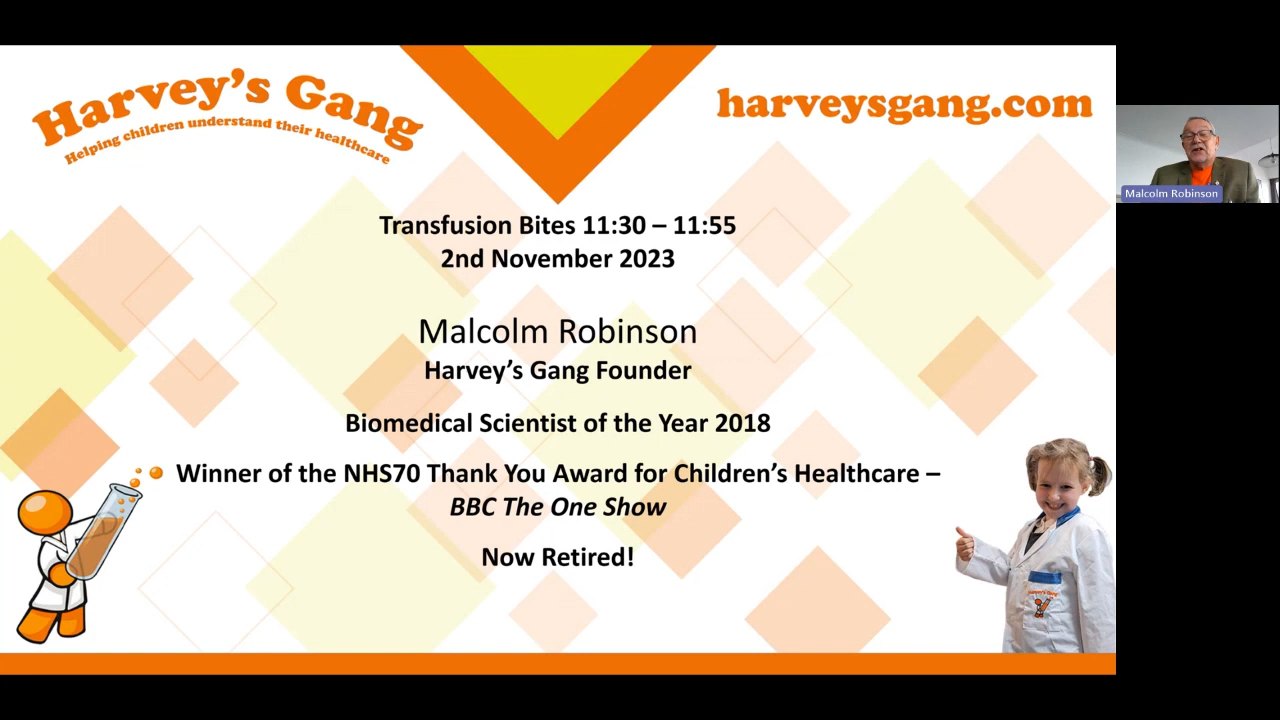 Harvey's Gang
Helping children understand their healthcare
harveysgang.com
Transfusion Bites 11:30 – 11:55
2nd November 2023
Malcolm Robinson
Harvey's Gang Founder
Biomedical Scientist of the Year 2018
Winner of the NHS70 Thank You Award for Children's Healthcare –
BBC The One Show
Now Retired!
Harvey's Gang
Malcolm Robinson